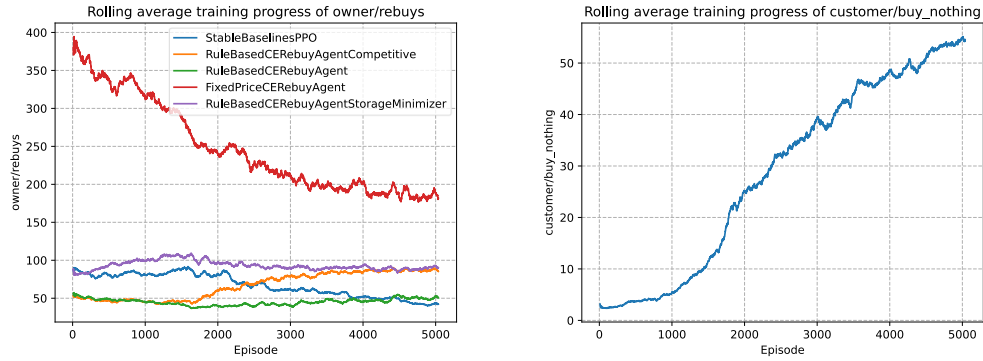 Rolling average training progress of owner/rebuys
400
350
300
250
200
150
100
50
owner/rebuys
StableBaselinesPPO
RuleBasedCERebuyAgentCompetitive
RuleBasedCERebuyAgent
FixedPriceCERebuyAgent
RuleBasedCERebuyAgentStorageMinimizer
0 1000 2000 3000 4000 5000
Episode
Rolling average training progress of customer/buy_nothing
50
40
30
20
10
0
customer/buy_nothing
0 1000 2000 3000 4000 5000
Episode